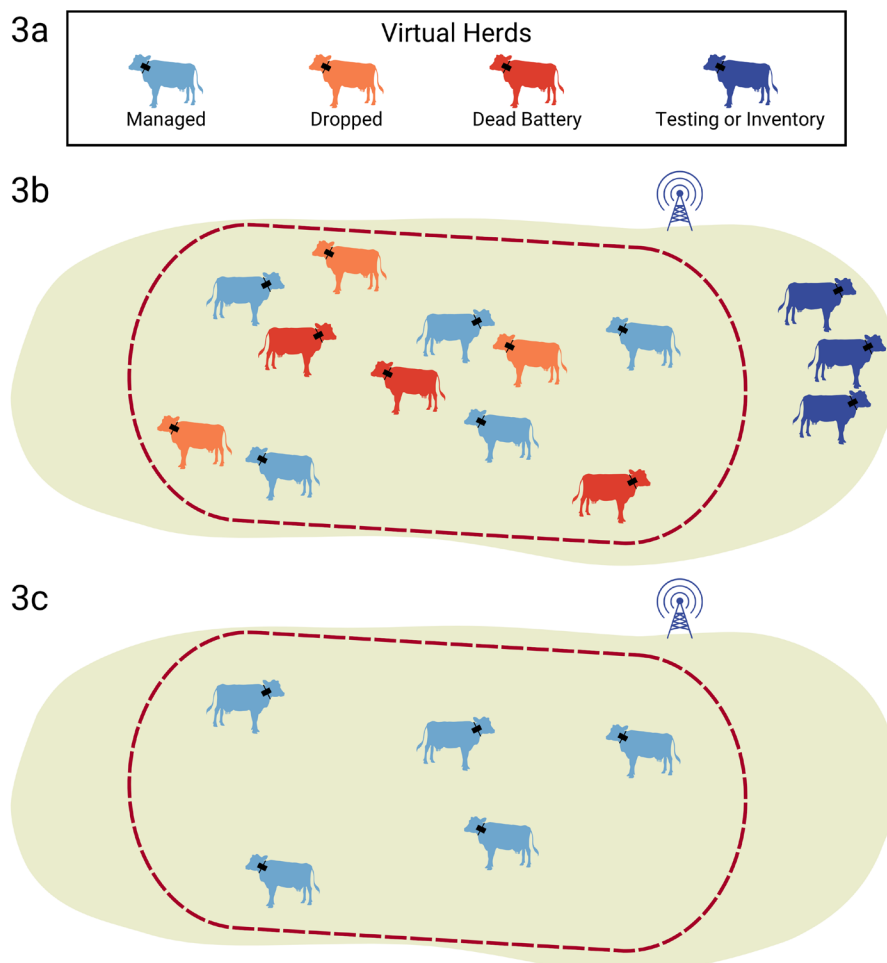 3a
Virtual Herds
Managed
Dropped
Dead Battery
Testing or Inventory
3b
3c